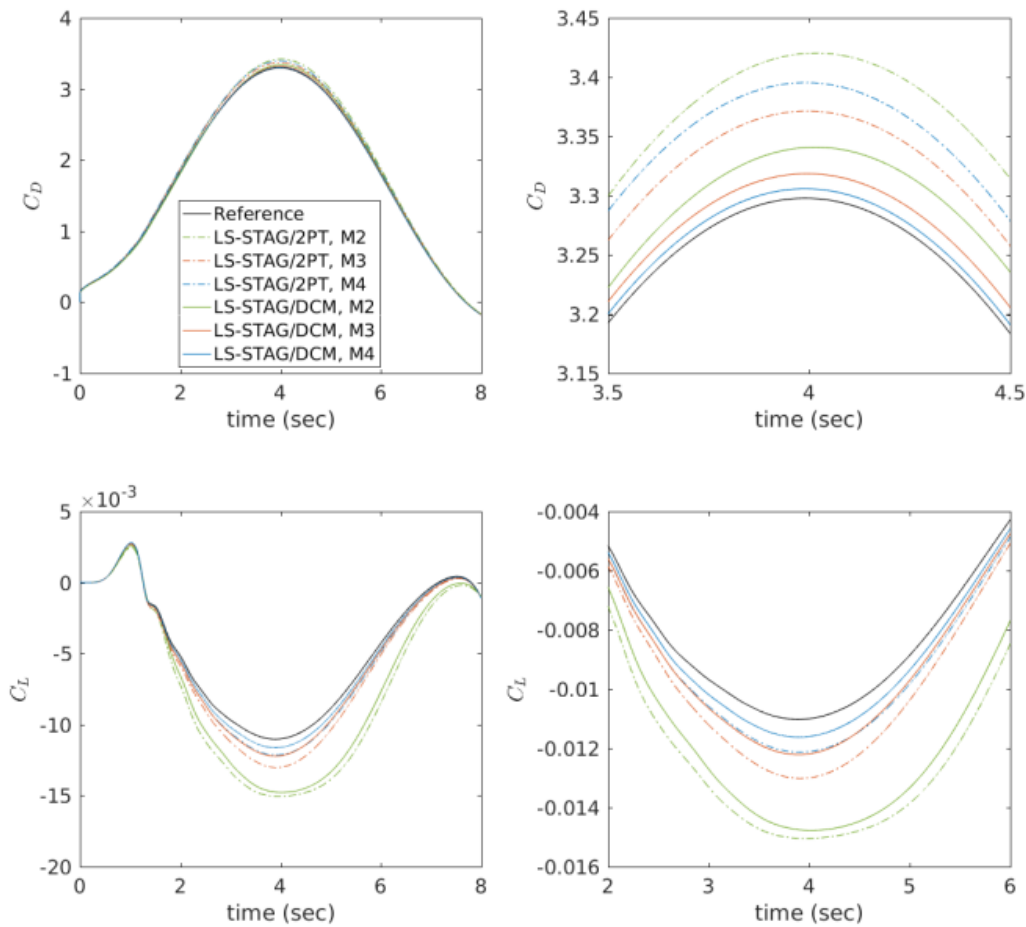 4
3
2
1
0
-1
C_D
0 2 4 6 8
time (sec)
Reference
LS-STAG/2PT, M2
LS-STAG/2PT, M3
LS-STAG/2PT, M4
LS-STAG/DCM, M2
LS-STAG/DCM, M3
LS-STAG/DCM, M4
3.45
3.4
3.35
3.3
3.25
3.2
3.15
C_D
3.5 4 4.5
time (sec)
×10⁻³
5
0
-5
-10
-15
-20
C_L
0 2 4 6 8
time (sec)
-0.004
-0.006
-0.008
-0.01
-0.012
-0.014
-0.016
C_L
2 3 4 5 6
time (sec)